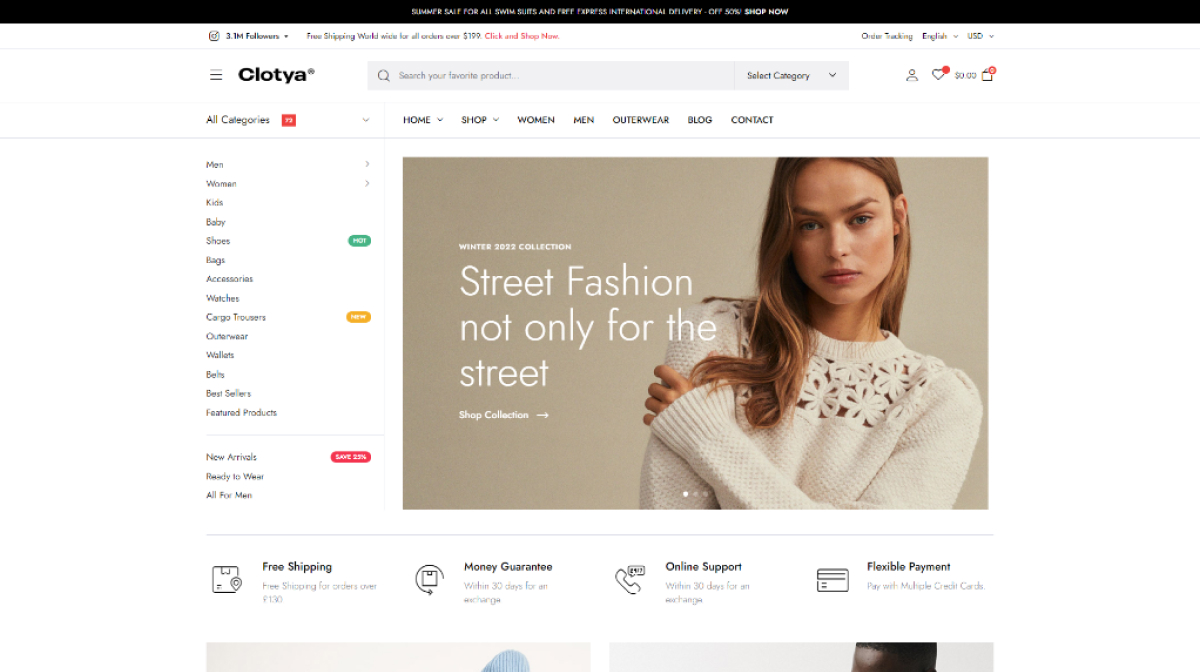 SUMMER SALE FOR ALL SWIM SUITS AND FREE EXPRESS INTERNATIONAL DELIVERY - OFF 50%! SHOP NOW
3.1M Followers
Free Shipping World wide for all orders over $199. Click and Shop Now.
Order Tracking
English
USD
Clotya®
Search your favorite product...
Select Category
$0.00
0
All Categories
HOME
SHOP
WOMEN
MEN
OUTERWEAR
BLOG
CONTACT
Men
Women
Kids
Baby
Shoes
HOT
Bags
Accessories
Watches
Cargo Trousers
NEW
Outerwear
Wallets
Belts
Best Sellers
Featured Products
New Arrivals
SAVE 25%
Ready to Wear
All For Men
WINTER 2022 COLLECTION
Street Fashion
not only for the
street
Shop Collection
Free Shipping
Free Shipping for orders over
£130
Money Guarantee
Within 30 days for an
exchange
24/7
Online Support
Within 30 days for an
exchange
Flexible Payment
Pay with Multiple Credit Cards.